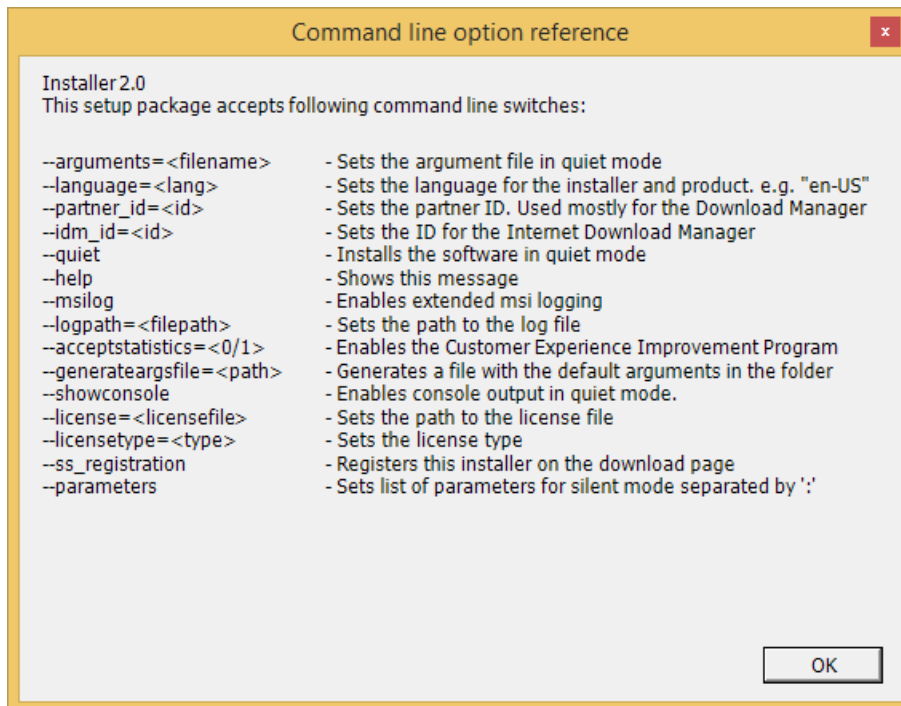 Command line option reference
x
Installer 2.0
This setup package accepts following command line switches:
--arguments=<filename> - Sets the argument file in quiet mode
--language=<lang> - Sets the language for the installer and product. e.g. "en-US"
--partner_id=<id> - Sets the partner ID. Used mostly for the Download Manager
--idm_id=<id> - Sets the ID for the Internet Download Manager
--quiet - Installs the software in quiet mode
--help - Shows this message
--msilog - Enables extended msi logging
--logpath=<filepath> - Sets the path to the log file
--acceptstatistics=<0/1> - Enables the Customer Experience Improvement Program
--generateargsfile=<path> - Generates a file with the default arguments in the folder
--showconsole - Enables console output in quiet mode.
--license=<licensefile> - Sets the path to the license file
--licensetype=<type> - Sets the license type
--ss_registration - Registers this installer on the download page
--parameters - Sets list of parameters for silent mode separated by ':'
OK